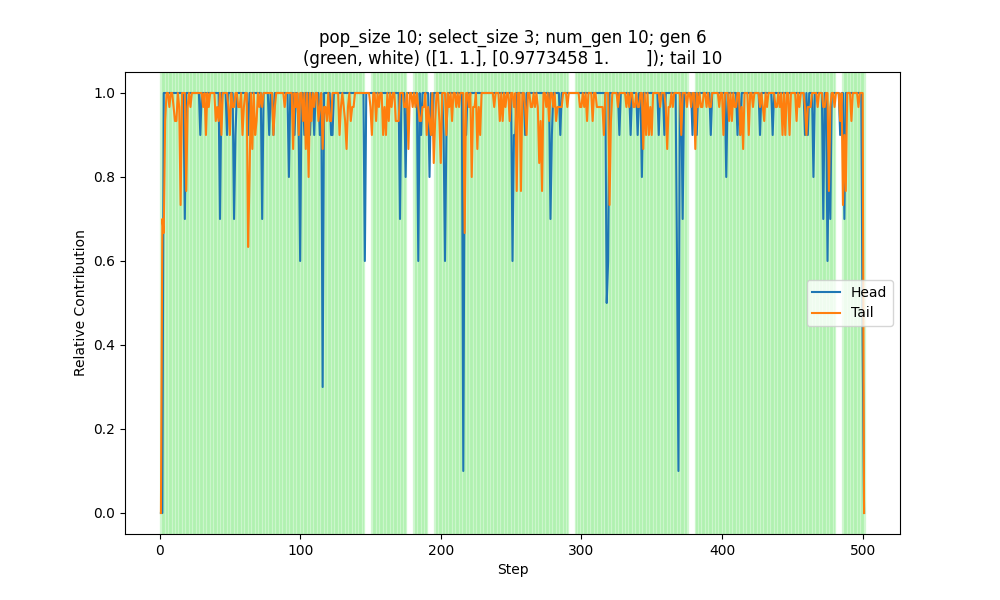 pop_size 10; select_size 3; num_gen 10; gen 6
(green, white) ([1. 1.], [0.9773458 1.        ]); tail 10
1.0
0.8
0.6
0.4
0.2
0.0
Relative Contribution
Head
Tail
0 100 200 300 400 500
Step